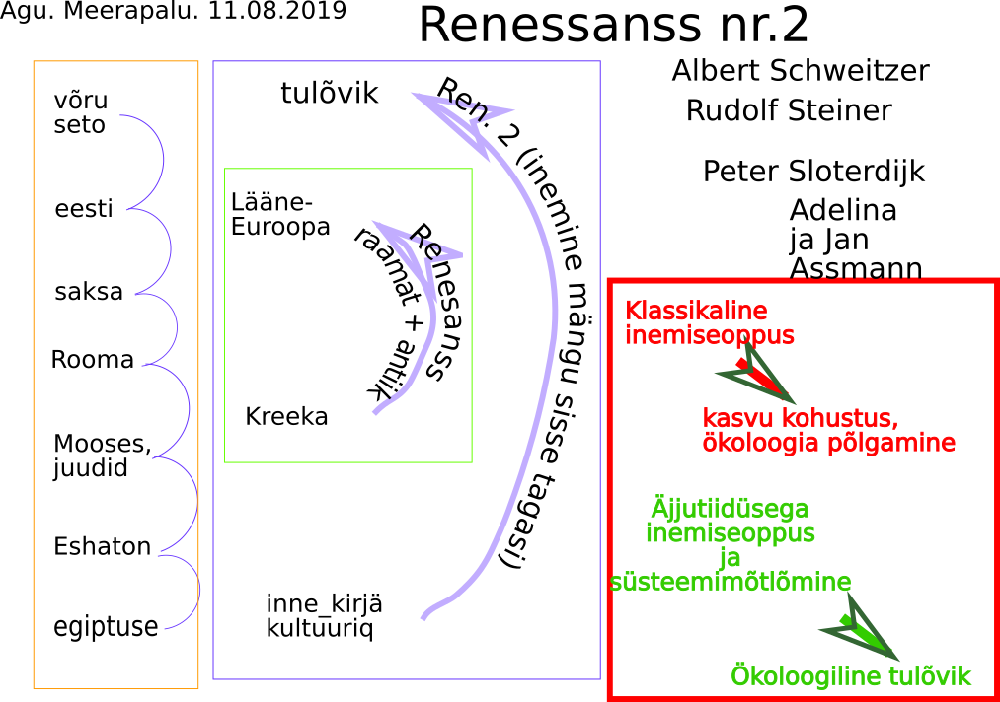 Agu. Meerapalu. 11.08.2019
Renessanss nr.2
võru
seto
eesti
saksa
Rooma
Mooses,
juudid
Eshaton
egiptuse
tulõvik
Ren. 2 (inemine mängu sisse tagasi)
Lääne-
Euroopa
Renesanss
raamat + antiik
Kreeka
inne_kirjä
kultuuriq
Albert Schweitzer
Rudolf Steiner
Peter Sloterdijk
Adelina
ja Jan
Assmann
Klassikaline
inemiseoppus
kasvu kohustus,
ökoloogia põlgamine
Äjjutiidüsega
inemiseoppus
ja
süsteemimõtlõmine
Ökoloogiline tulõvik